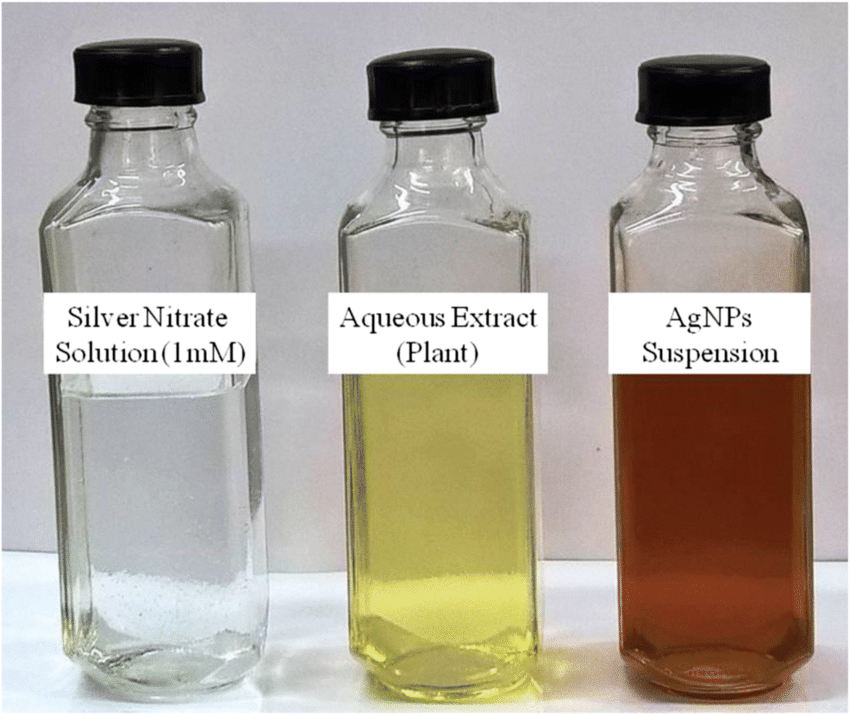 Silver Nitrate
Solution (1mM)
Aqueous Extract
(Plant)
AgNPs
Suspension